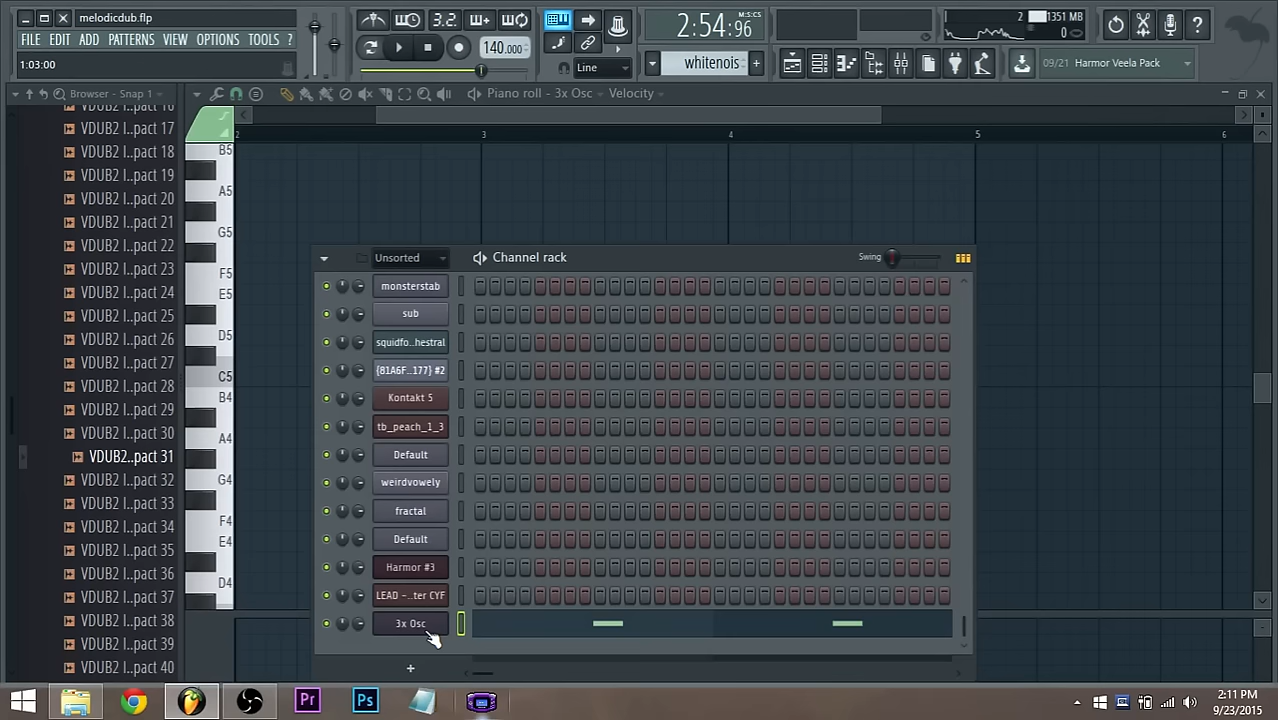 melodicdub.flp
FILE EDIT ADD PATTERNS VIEW OPTIONS TOOLS ?
1:03:00
3.2..
140.000
Line
M:S:CS
2:54:96
whitenois
2
1351 MB
0
?
09/21 Harmor Veela Pack
Browser - Snap 1
Piano roll - 3x Osc
Velocity
2 3 4 5 6
VDUB2 I..pact 16
VDUB2 I..pact 17
VDUB2 I..pact 18
VDUB2 I..pact 19
VDUB2 I..pact 20
VDUB2 I..pact 21
VDUB2 I..pact 22
VDUB2 I..pact 23
VDUB2 I..pact 24
VDUB2 I..pact 25
VDUB2 I..pact 26
VDUB2 I..pact 27
VDUB2 I..pact 28
VDUB2 I..pact 29
VDUB2 I..pact 30
VDUB2..pact 31
VDUB2 I..pact 32
VDUB2 I..pact 33
VDUB2 I..pact 34
VDUB2 I..pact 35
VDUB2 I..pact 36
VDUB2 I..pact 37
VDUB2 I..pact 38
VDUB2 I..pact 39
VDUB2 I..pact 40
B5
A5
G5
F5
E5
D5
C5
B4
A4
G4
F4
E4
D4
Unsorted
Channel rack
Swing
monsterstab
sub
squidfo..hestral
{81A6F..177} #2
Kontakt 5
tb_peach_1_3
Default
weirdvowely
fractal
Default
Harmor #3
LEAD -..ter CYF
3x Osc
+
Pr
Ps
2:11 PM
9/23/2015